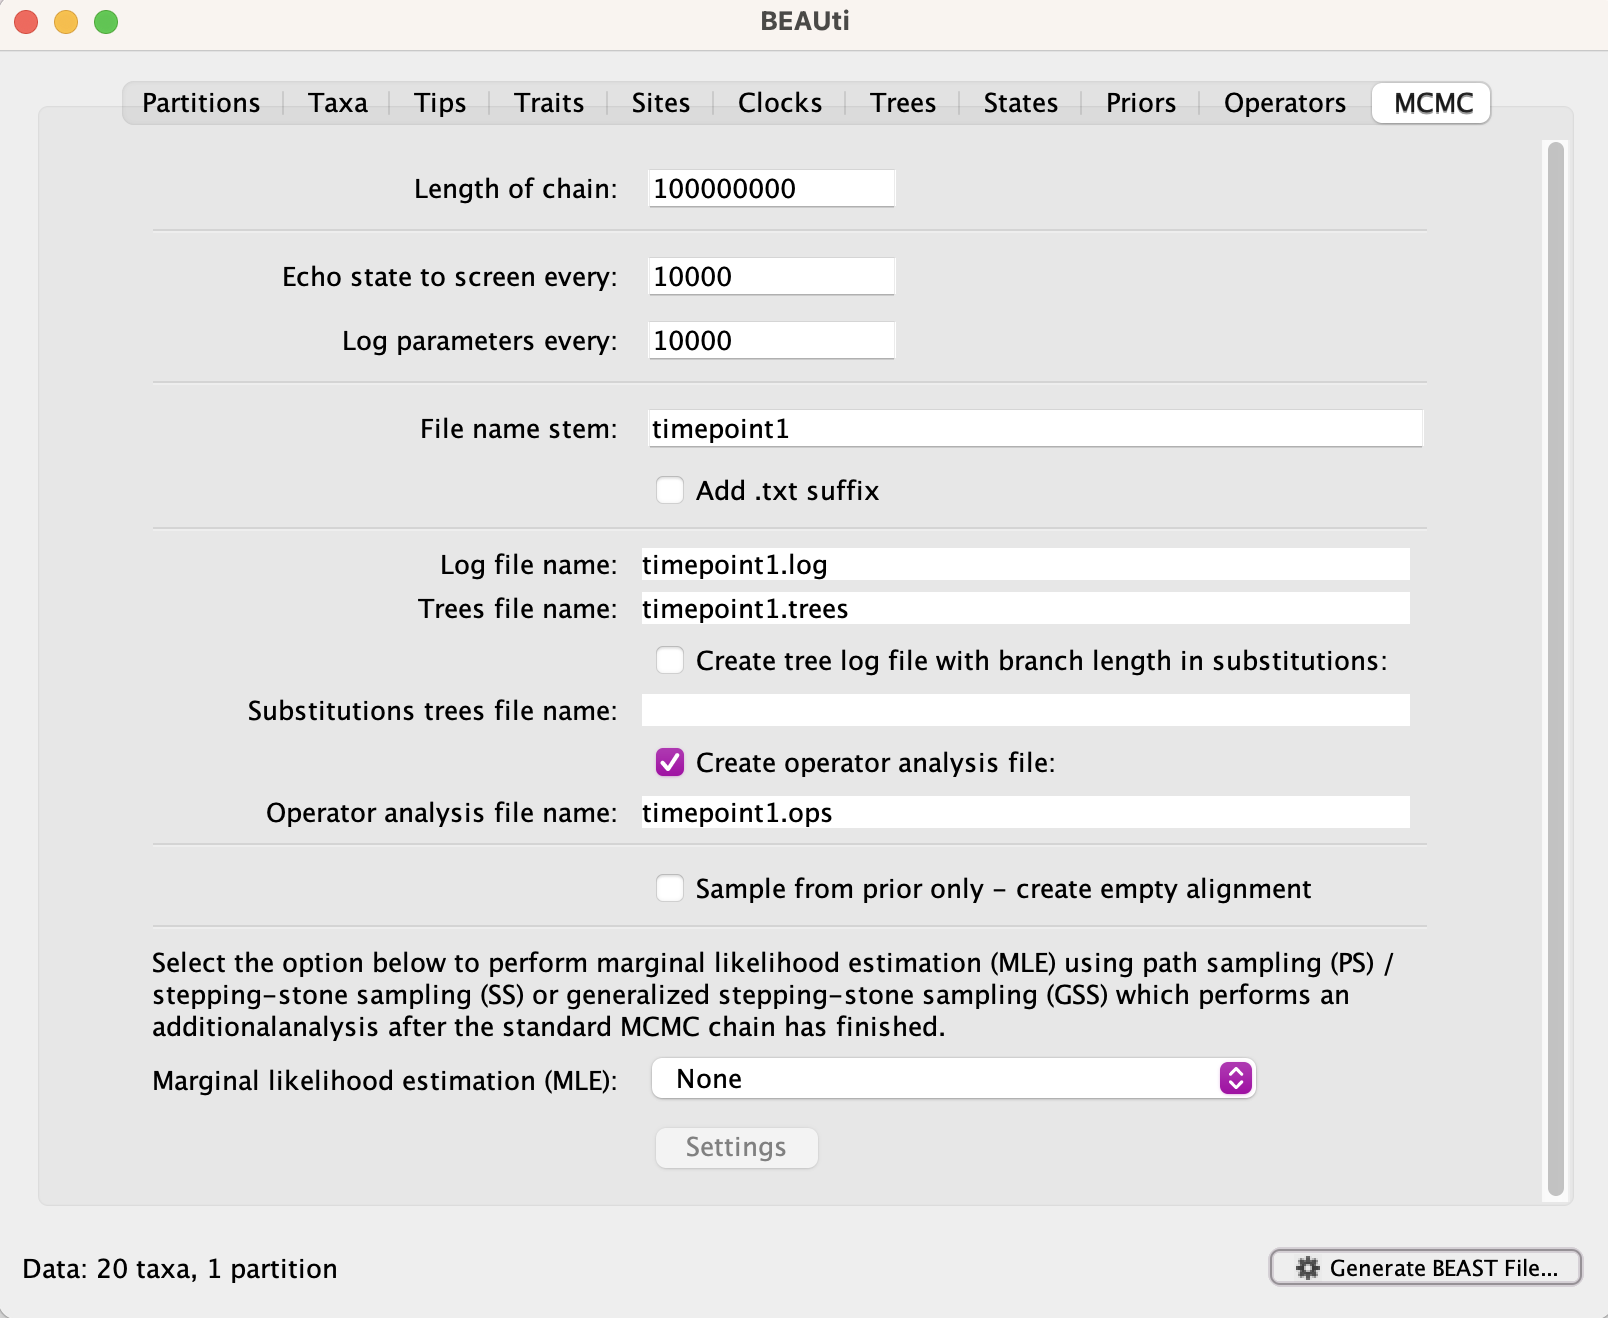 BEAUti
Partitions Taxa Tips Traits Sites Clocks Trees States Priors Operators MCMC
Length of chain: 100000000
Echo state to screen every: 10000
Log parameters every: 10000
File name stem: timepoint1
Add .txt suffix
Log file name: timepoint1.log
Trees file name: timepoint1.trees
Create tree log file with branch length in substitutions:
Substitutions trees file name:
Create operator analysis file:
Operator analysis file name: timepoint1.ops
Sample from prior only – create empty alignment
Select the option below to perform marginal likelihood estimation (MLE) using path sampling (PS) /
stepping-stone sampling (SS) or generalized stepping-stone sampling (GSS) which performs an
additionalanalysis after the standard MCMC chain has finished.
Marginal likelihood estimation (MLE): None
Settings
Data: 20 taxa, 1 partition
Generate BEAST File...